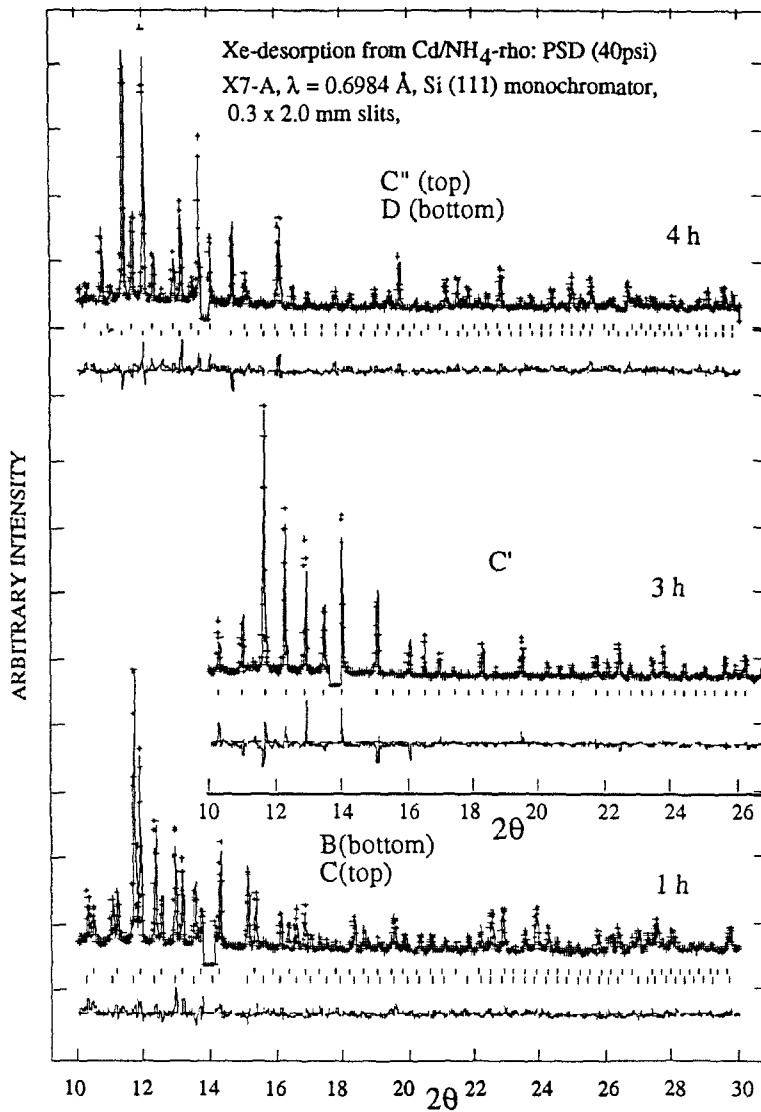 Xe-desorption from Cd/NH4-rho: PSD (40psi)
X7-A, λ = 0.6984 Å, Si (111) monochromator,
0.3 x 2.0 mm slits,
C" (top)
D (bottom)
4 h
ARBITRARY INTENSITY
C'
3 h
10 12 14 16 18 20 22 24 26
2θ
B(bottom)
C(top)
1 h
10 12 14 16 18 20 22 24 26 28 30
2θ